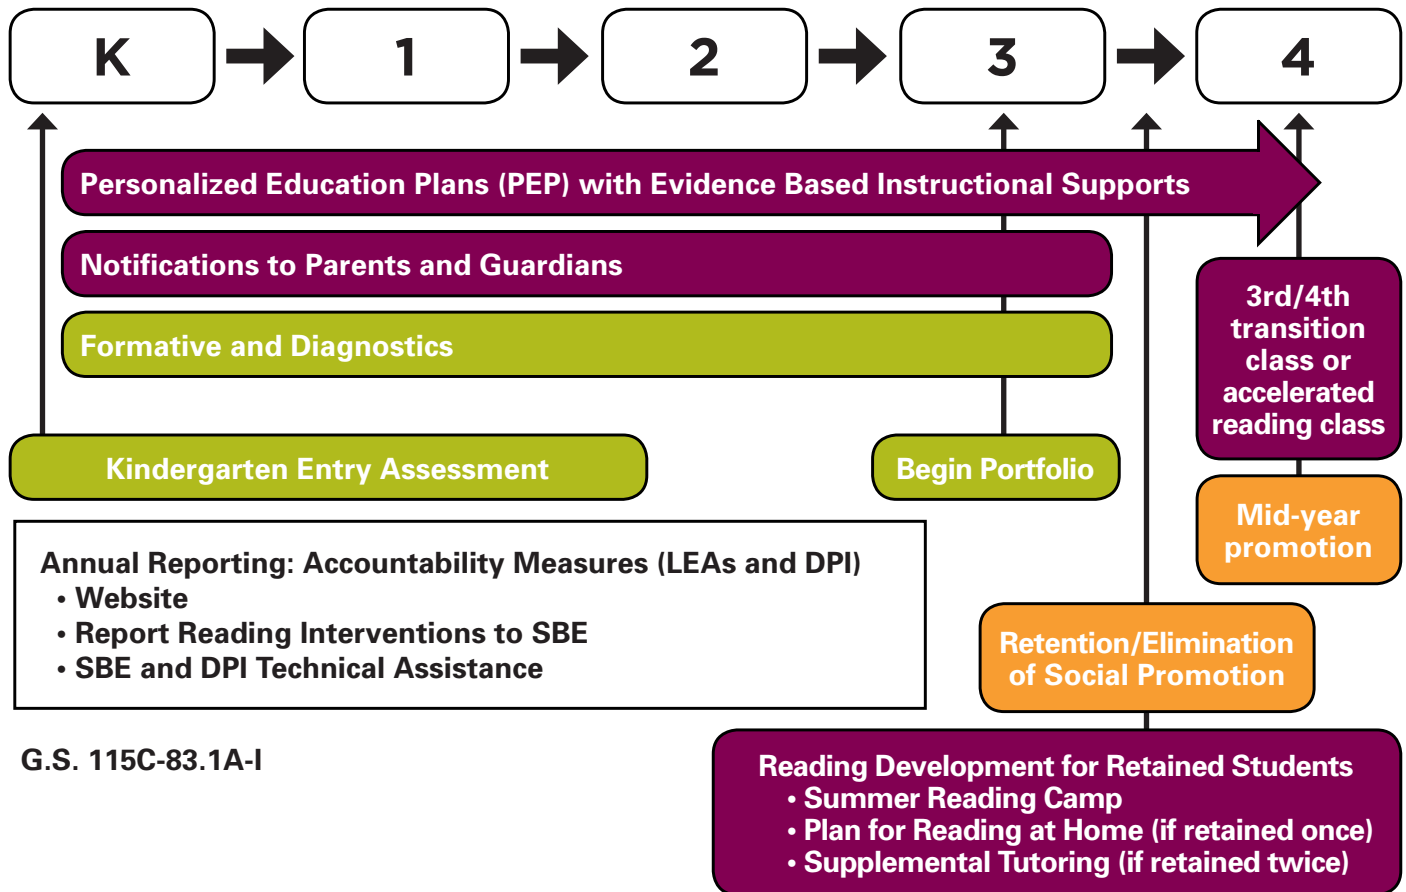 K
1
2
3
4
Personalized Education Plans (PEP) with Evidence Based Instructional Supports
Notifications to Parents and Guardians
Formative and Diagnostics
3rd/4th
transition
class or
accelerated
reading class
Kindergarten Entry Assessment
Begin Portfolio
Mid-year
promotion
Annual Reporting: Accountability Measures (LEAs and DPI)
• Website
• Report Reading Interventions to SBE
• SBE and DPI Technical Assistance
Retention/Elimination
of Social Promotion
G.S. 115C-83.1A-I
Reading Development for Retained Students
• Summer Reading Camp
• Plan for Reading at Home (if retained once)
• Supplemental Tutoring (if retained twice)